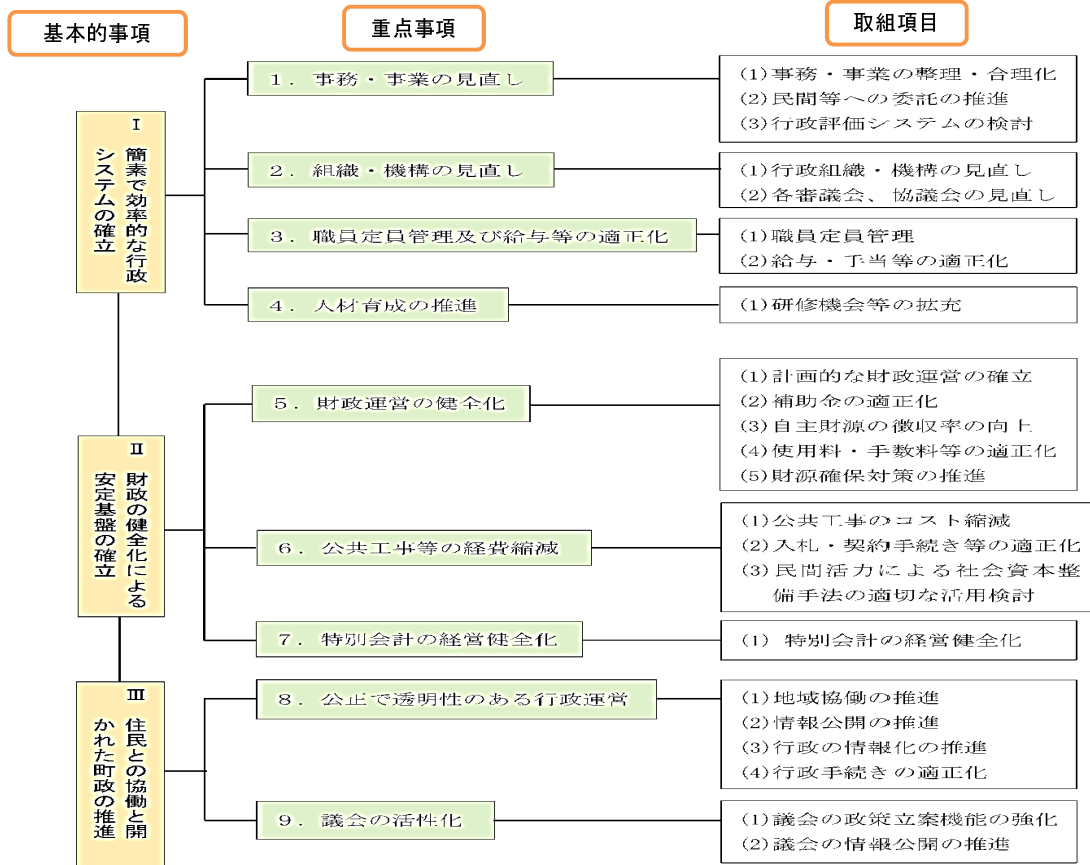 基本的事項
重点事項
取組項目
Ⅰ 簡素で効率的な行政
システムの確立
1．事務・事業の見直し
(1)事務・事業の整理・合理化
(2)民間等への委託の推進
(3)行政評価システムの検討
2．組織・機構の見直し
(1)行政組織・機構の見直し
(2)各審議会、協議会の見直し
3．職員定員管理及び給与等の適正化
(1)職員定員管理
(2)給与・手当等の適正化
4．人材育成の推進
(1)研修機会等の拡充
Ⅱ 財政の健全化による
安定基盤の確立
5．財政運営の健全化
(1)計画的な財政運営の確立
(2)補助金の適正化
(3)自主財源の徴収率の向上
(4)使用料・手数料等の適正化
(5)財源確保対策の推進
6．公共工事等の経費縮減
(1)公共工事のコスト縮減
(2)入札・契約手続き等の適正化
(3)民間活力による社会資本整
備手法の適切な活用検討
7．特別会計の経営健全化
(1) 特別会計の経営健全化
Ⅲ 住民との協働と開
かれた町政の推進
8．公正で透明性のある行政運営
(1)地域協働の推進
(2)情報公開の推進
(3)行政の情報化の推進
(4)行政手続きの適正化
9．議会の活性化
(1)議会の政策立案機能の強化
(2)議会の情報公開の推進